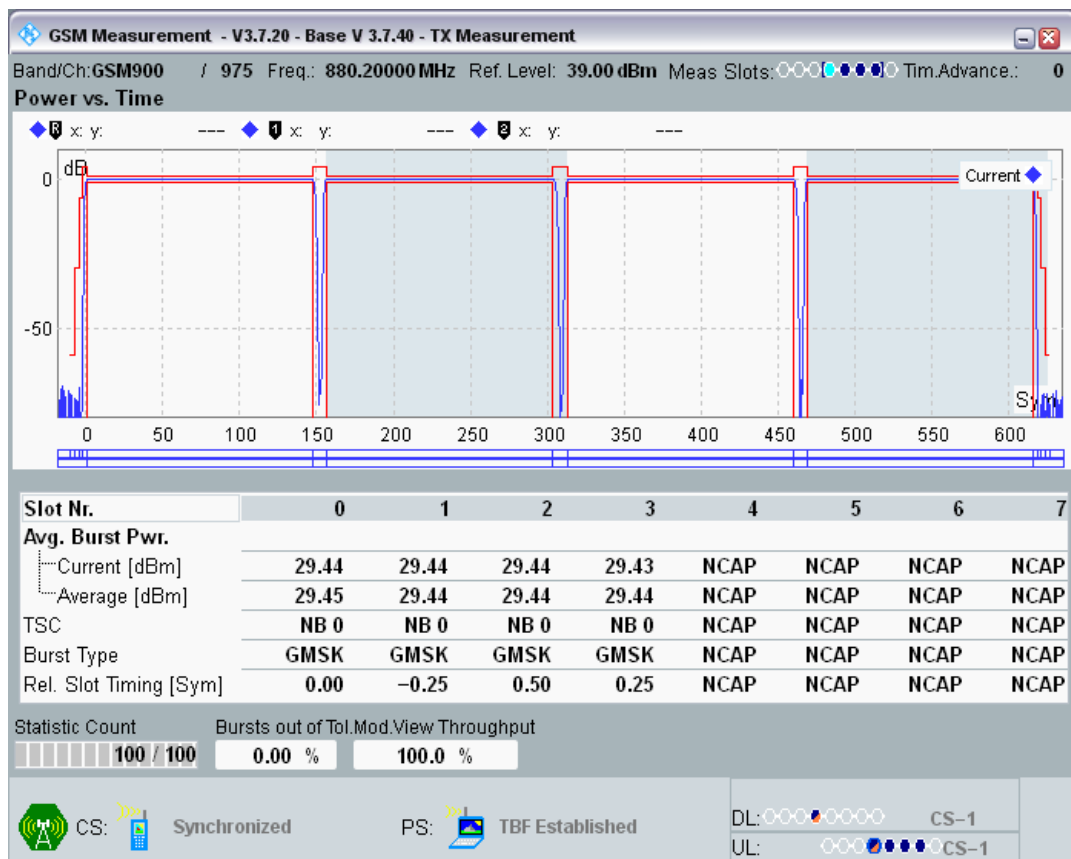 GSM Measurement - V3.7.20 - Base V 3.7.40 - TX Measurement
Band/Ch:GSM900 / 975 Freq.: 880.20000 MHz Ref. Level: 39.00 dBm Meas Slots: Tim.Advance.: 0
Power vs. Time
R x: y: --- 1 x: y: --- 2 x: y: ---
dB
Current
0
-50
Sym
0 50 100 150 200 250 300 350 400 450 500 550 600
Slot Nr. 0 1 2 3 4 5 6 7
Avg. Burst Pwr.
Current [dBm] 29.44 29.44 29.44 29.43 NCAP NCAP NCAP NCAP
Average [dBm] 29.45 29.44 29.44 29.44 NCAP NCAP NCAP NCAP
TSC NB 0 NB 0 NB 0 NB 0 NCAP NCAP NCAP NCAP
Burst Type GMSK GMSK GMSK GMSK NCAP NCAP NCAP NCAP
Rel. Slot Timing [Sym] 0.00 −0.25 0.50 0.25 NCAP NCAP NCAP NCAP
Statistic Count Bursts out of Tol.Mod.View Throughput
100 / 100 0.00 % 100.0 %
CS: Synchronized PS: TBF Established
DL: CS−1
UL: CS−1